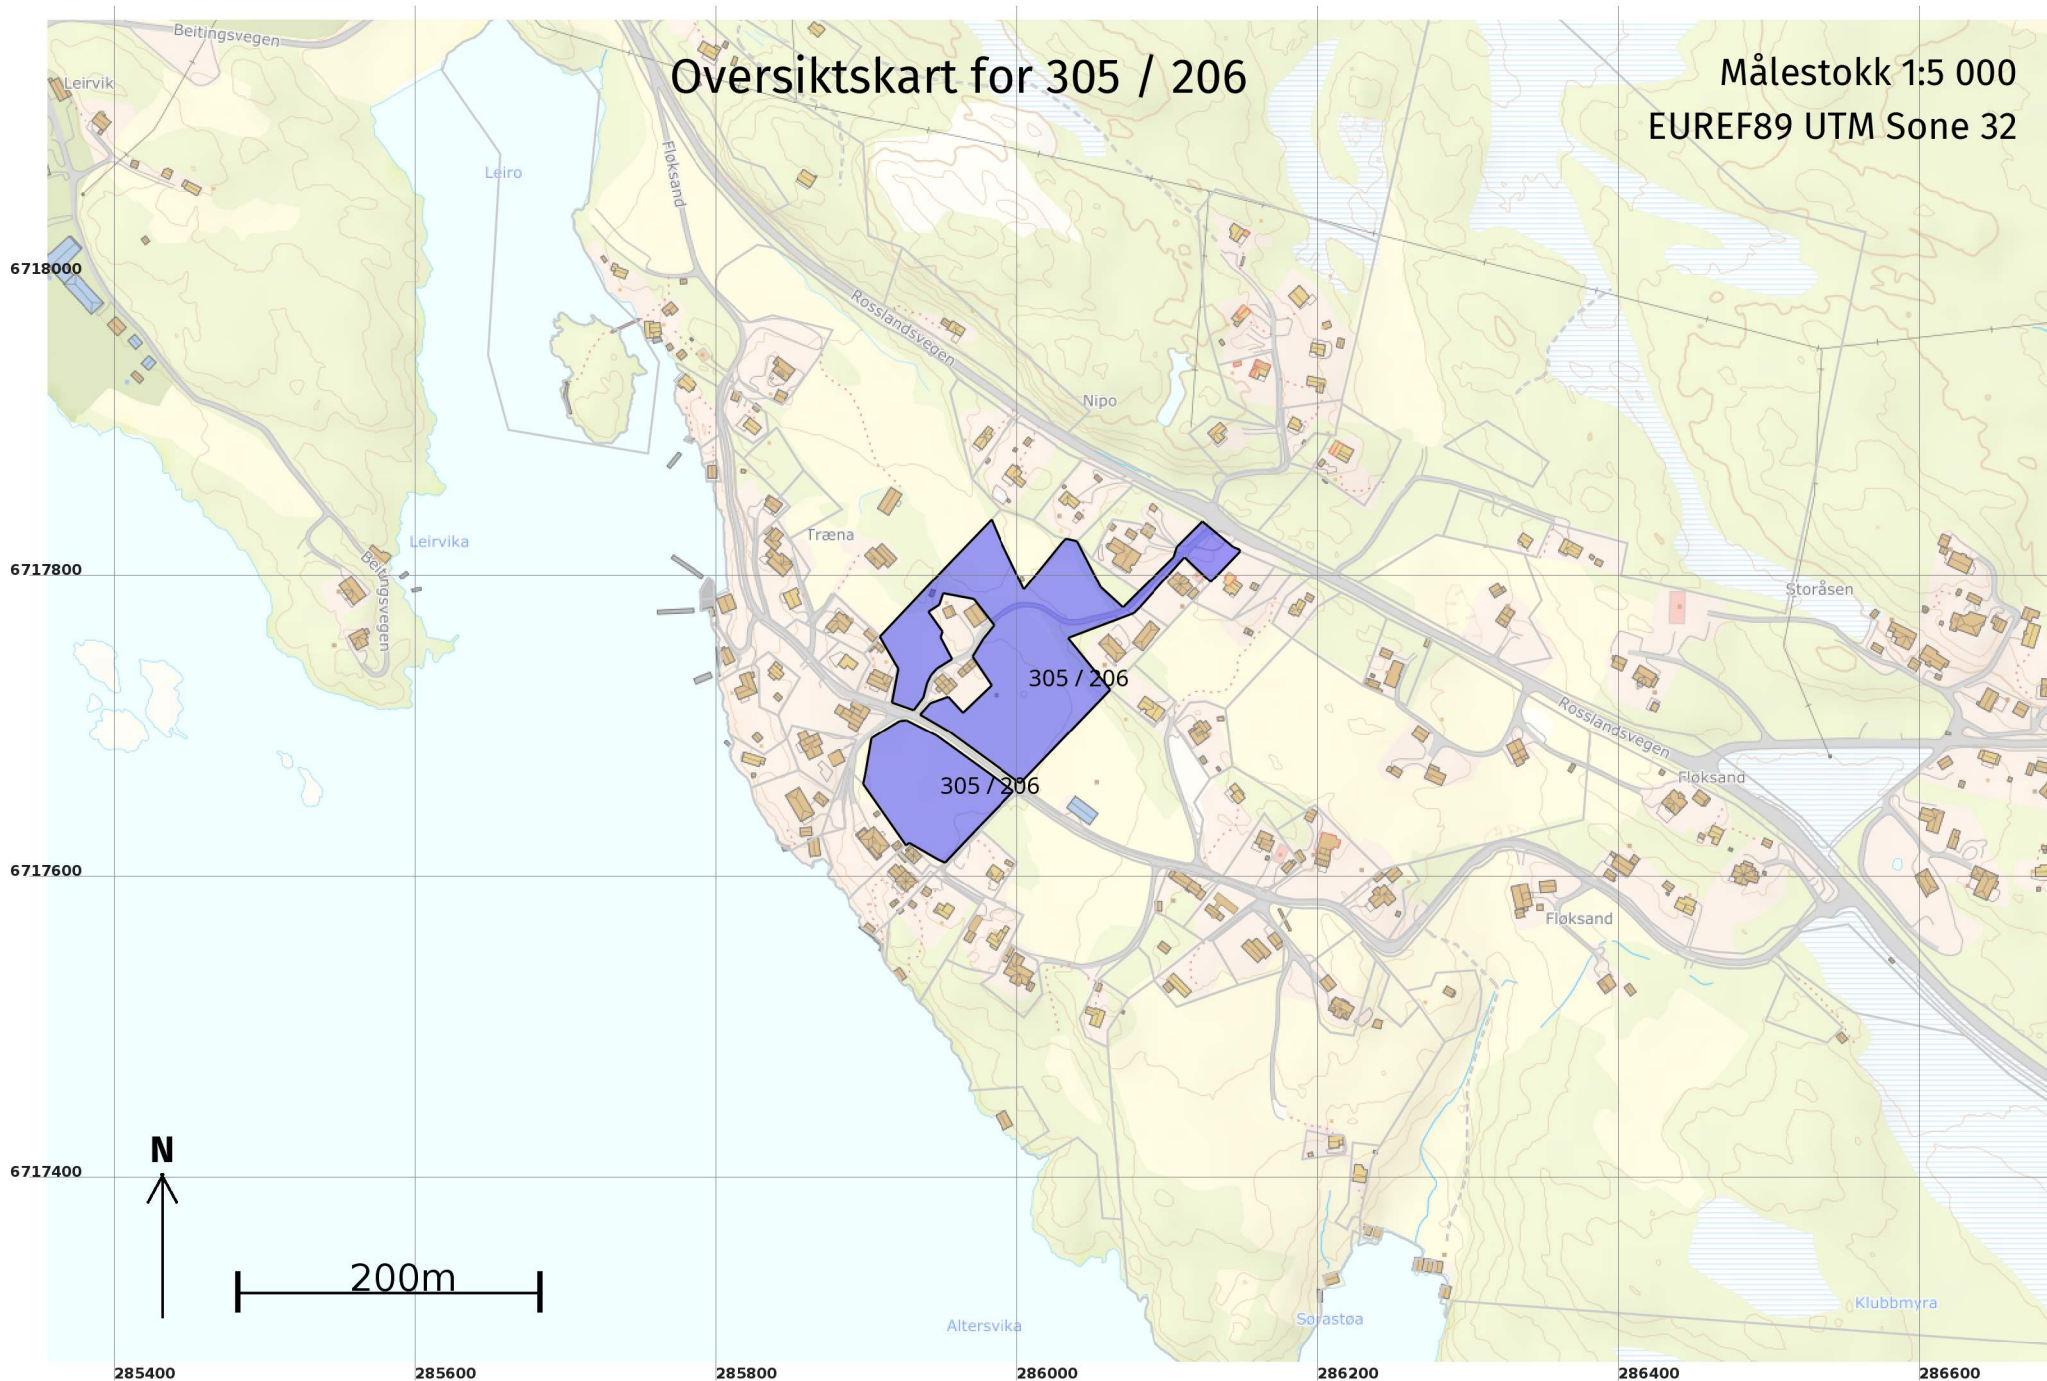 Beitingsvegen
Oversiktskart for 305 / 206
Målestokk 1:5 000
EUREF89 UTM Sone 32
Leirvik
Leiro
Fløksand
6718000
Rosslandsvegen
Nipo
Træna
Leirvika
Beitingsvegen
6717800
Storåsen
305 / 206
Rosslandsvegen
305 / 206
Fløksand
6717600
Fløksand
N
6717400
200m
Altersvika
Sørastøa
Klubbmyra
285400
285600
285800
286000
286200
286400
286600